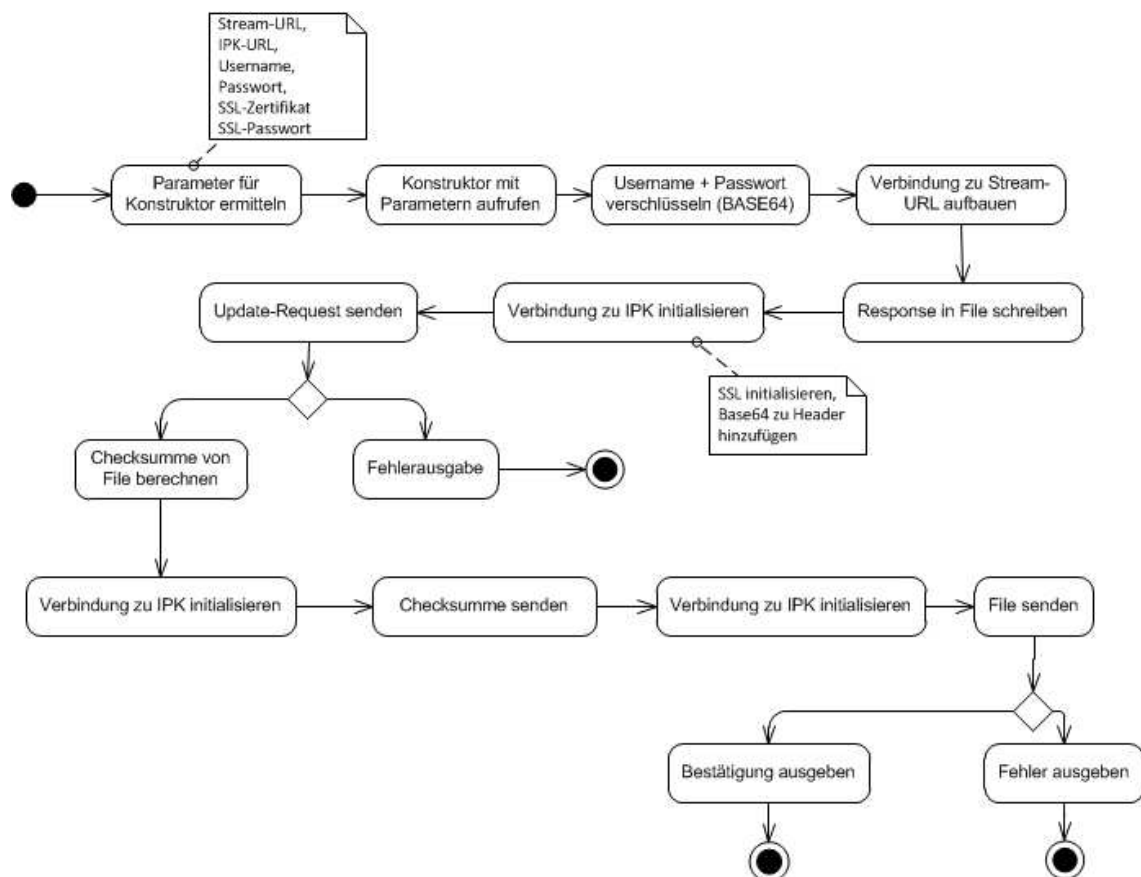 Stream-URL,
IPK-URL,
Username,
Passwort,
SSL-Zertifikat
SSL-Passwort
Parameter für
Konstruktor ermitteln
Konstruktor mit
Parametern aufrufen
Username + Passwort
verschlüsseln (BASE64)
Verbindung zu Stream-
URL aufbauen
Update-Request senden
Verbindung zu IPK initialisieren
Response in File schreiben
SSL initialisieren,
Base64 zu Header
hinzufügen
Checksumme von
File berechnen
Fehlerausgabe
Verbindung zu IPK initialisieren
Checksumme senden
Verbindung zu IPK initialisieren
File senden
Bestätigung ausgeben
Fehler ausgeben